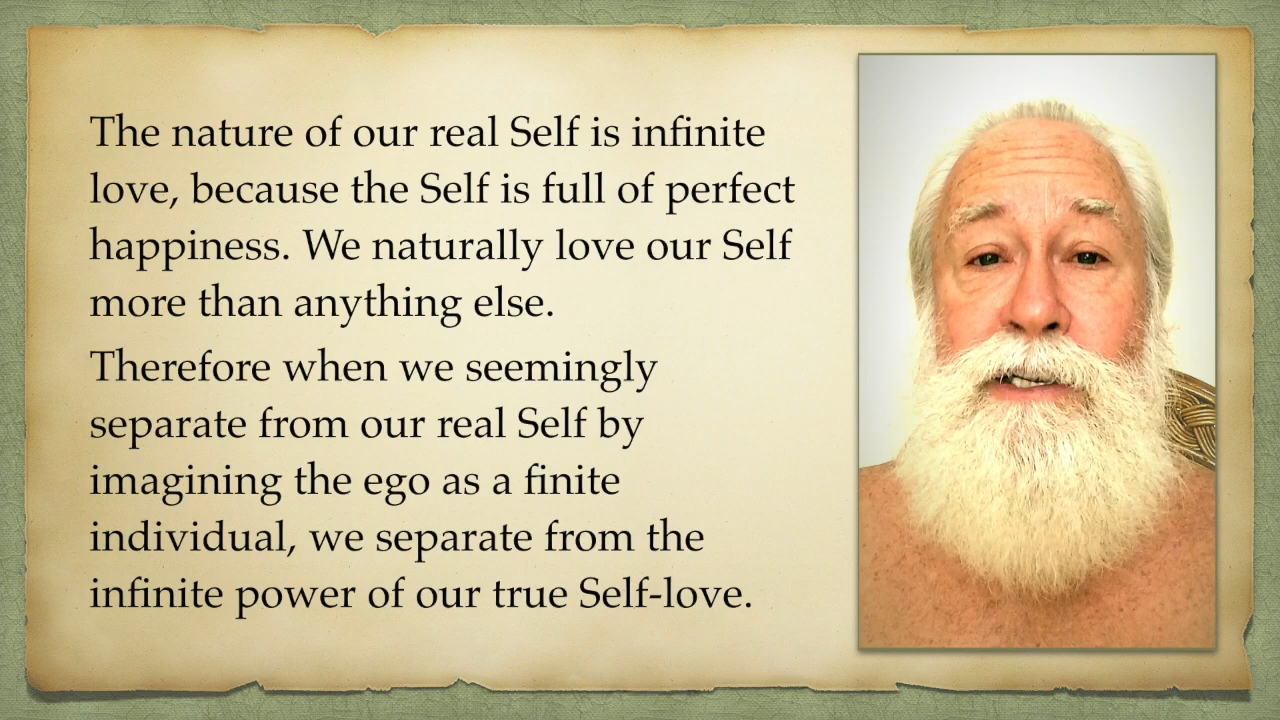 The nature of our real Self is infinite
love, because the Self is full of perfect
happiness. We naturally love our Self
more than anything else.
Therefore when we seemingly
separate from our real Self by
imagining the ego as a finite
individual, we separate from the
infinite power of our true Self-love.